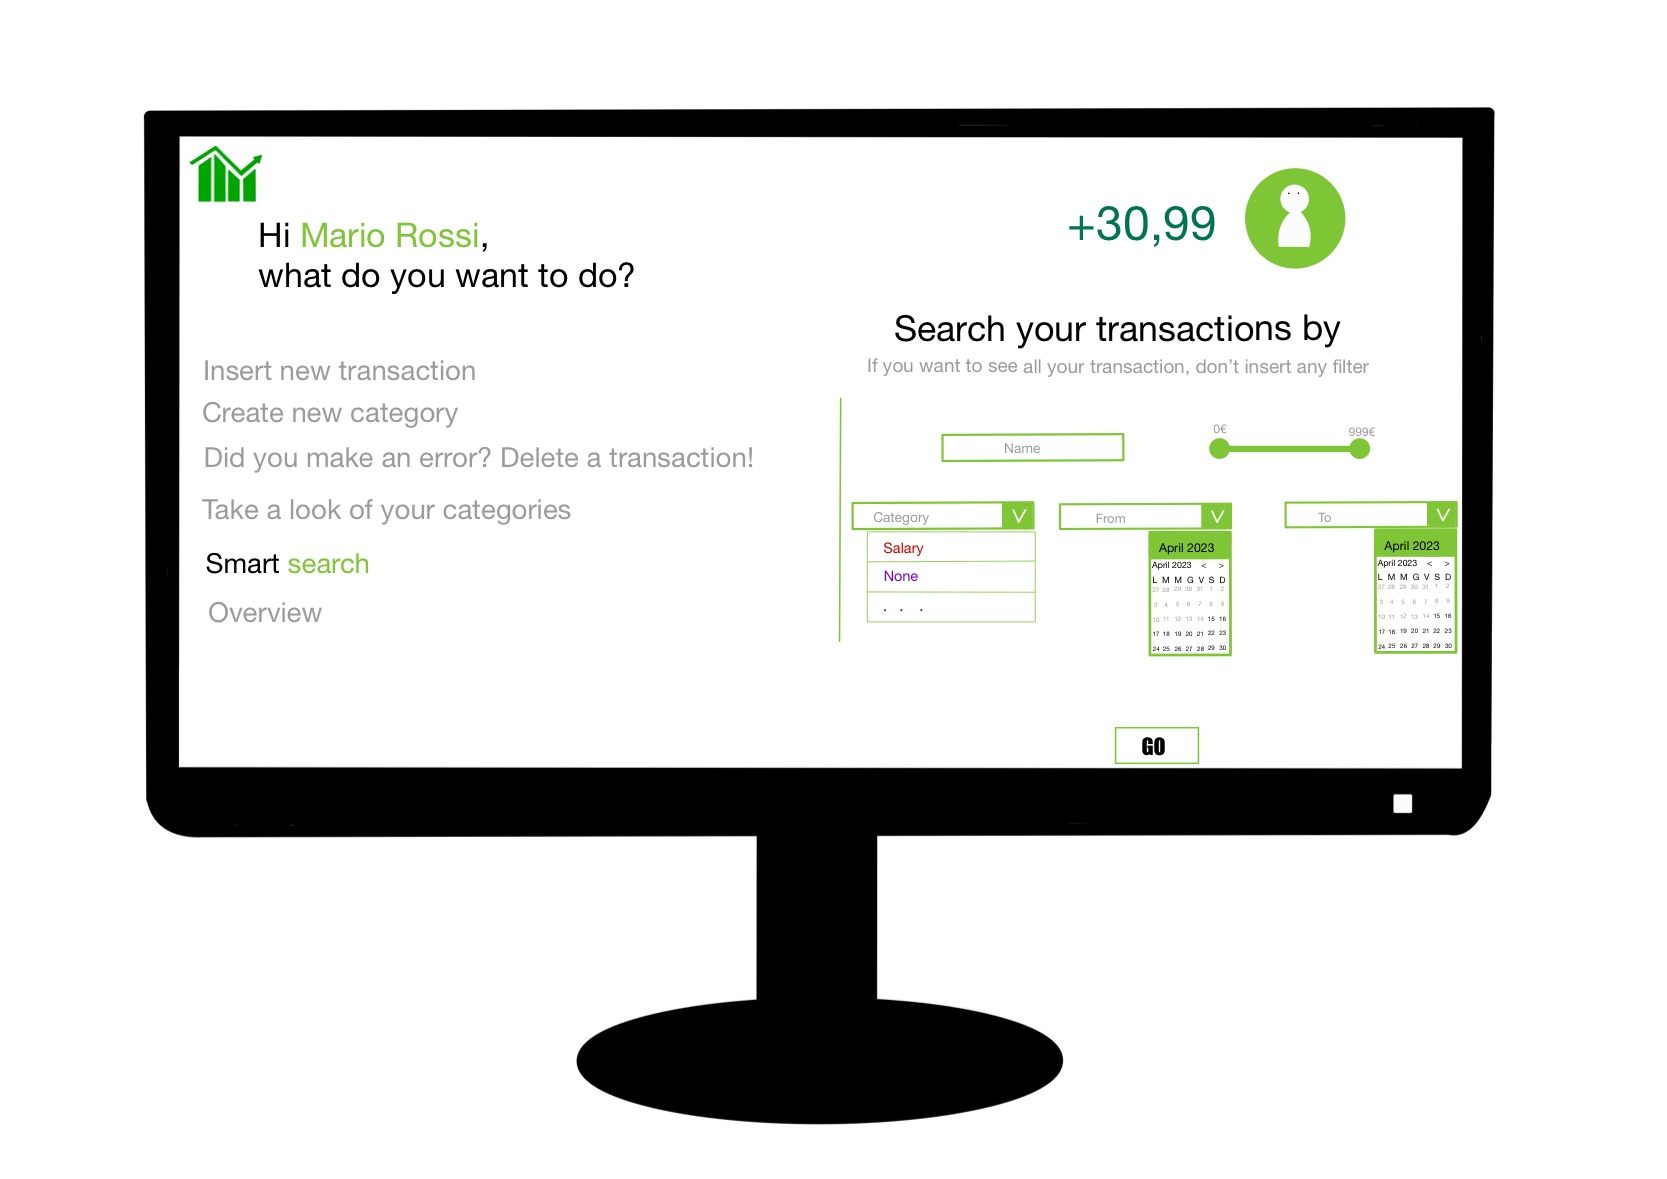 Hi Mario Rossi,
what do you want to do?
+30,99
Insert new transaction
Create new category
Did you make an error? Delete a transaction!
Take a look of your categories
Smart search
Overview
Search your transactions by
If you want to see all your transaction, don't insert any filter
Name
0€ 999€
Category V
Salary
None
. . .
From V
April 2023
April 2023 < >
L M M G V S D
27 28 29 30 31 1 2
3 4 5 6 7 8 9
10 11 12 13 14 15 16
17 18 19 20 21 22 23
24 25 26 27 28 29 30
To V
April 2023
April 2023 < >
L M M G V S D
27 28 29 30 31 1 2
3 4 5 6 7 8 9
10 11 12 13 14 15 16
17 18 19 20 21 22 23
24 25 26 27 28 29 30
GO